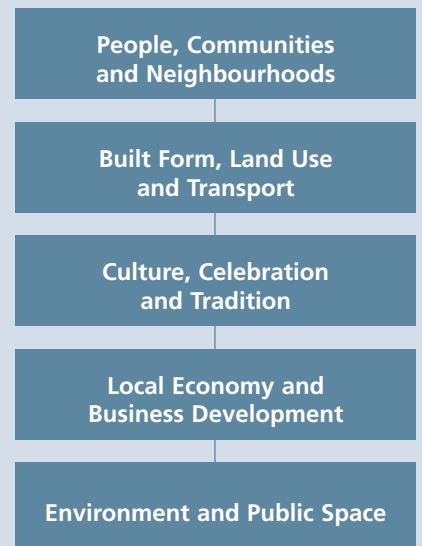 People, Communities
and Neighbourhoods
Built Form, Land Use
and Transport
Culture, Celebration
and Tradition
Local Economy and
Business Development
Environment and Public Space